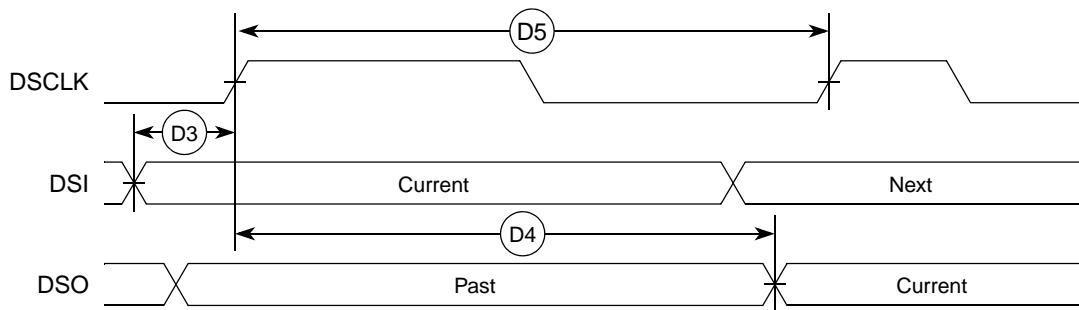 D5
DSCLK
D3
DSI
Current
Next
D4
DSO
Past
Current